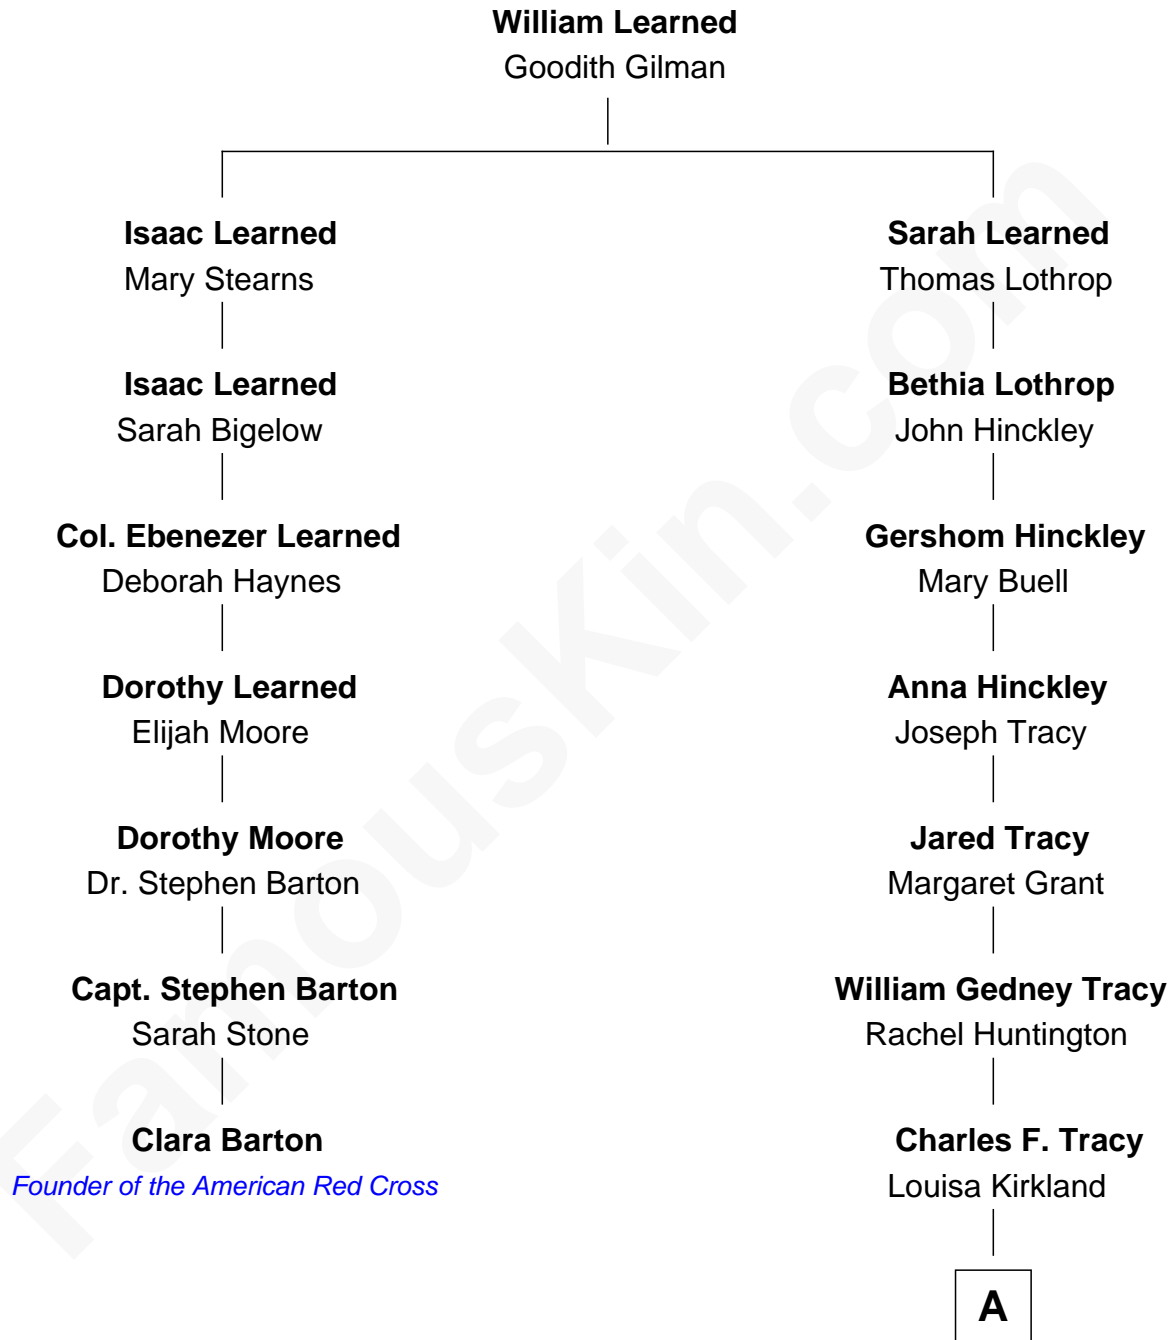 William Learned
Goodith Gilman
Isaac Learned
Mary Stearns
Sarah Learned
Thomas Lothrop
Isaac Learned
Sarah Bigelow
Bethia Lothrop
John Hinckley
Col. Ebenezer Learned
Deborah Haynes
Gershom Hinckley
Mary Buell
Dorothy Learned
Elijah Moore
Anna Hinckley
Joseph Tracy
Dorothy Moore
Dr. Stephen Barton
Jared Tracy
Margaret Grant
Capt. Stephen Barton
Sarah Stone
William Gedney Tracy
Rachel Huntington
Clara Barton
Founder of the American Red Cross
Charles F. Tracy
Louisa Kirkland
A
FamousKin.com